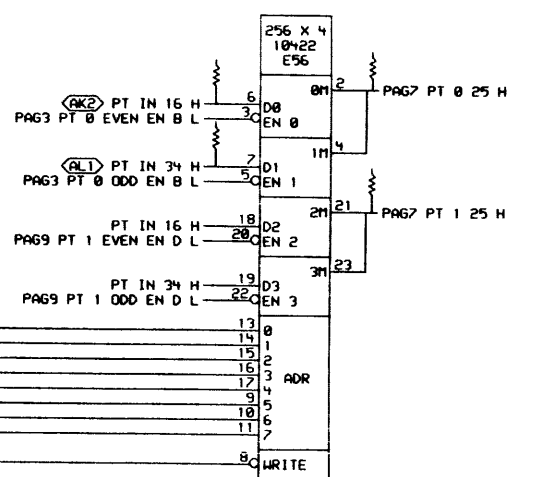 256 X 4
10422
E56
AK2 PT IN 16 H 6 D0 0M 2 PAG7 PT 0 25 H
PAG3 PT 0 EVEN EN B L 3 EN 0
1M 4
AL1 PT IN 34 H 7 D1
PAG3 PT 0 ODD EN B L 5 EN 1
2M 21 PAG7 PT 1 25 H
PT IN 16 H 18 D2
PAG9 PT 1 EVEN EN D L 20 EN 2
3M 23
PT IN 34 H 19 D3
PAG9 PT 1 ODD EN D L 22 EN 3
13 0
14 1
15 2
16 3 ADR
17 4
9 5
10 6
11 7
8 WRITE